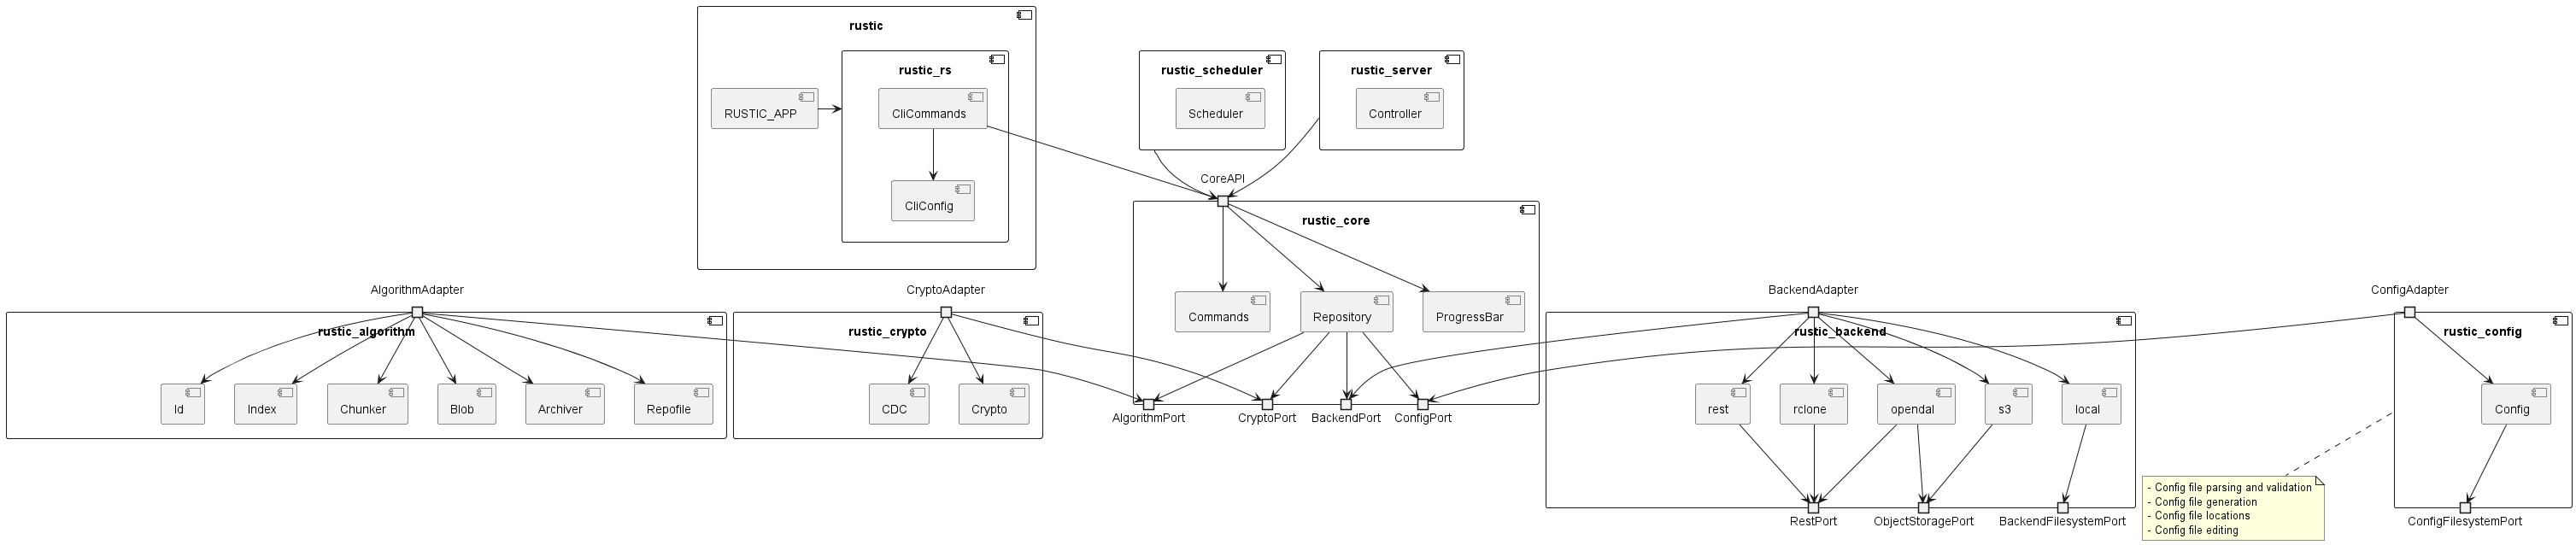 rustic
rustic_rs
rustic_scheduler
rustic_server
RUSTIC_APP
CliCommands
Scheduler
Controller
CoreAPI
CliConfig
rustic_core
AlgorithmAdapter
CryptoAdapter
BackendAdapter
ConfigAdapter
Commands
Repository
ProgressBar
rustic_algorithm
rustic_crypto
rustic_backend
rustic_config
Id
Index
Chunker
Blob
Archiver
Repofile
CDC
Crypto
AlgorithmPort
CryptoPort
BackendPort
ConfigPort
rest
rclone
opendal
s3
local
Config
- Config file parsing and validation
- Config file generation
- Config file locations
- Config file editing
RestPort
ObjectStoragePort
BackendFilesystemPort
ConfigFilesystemPort